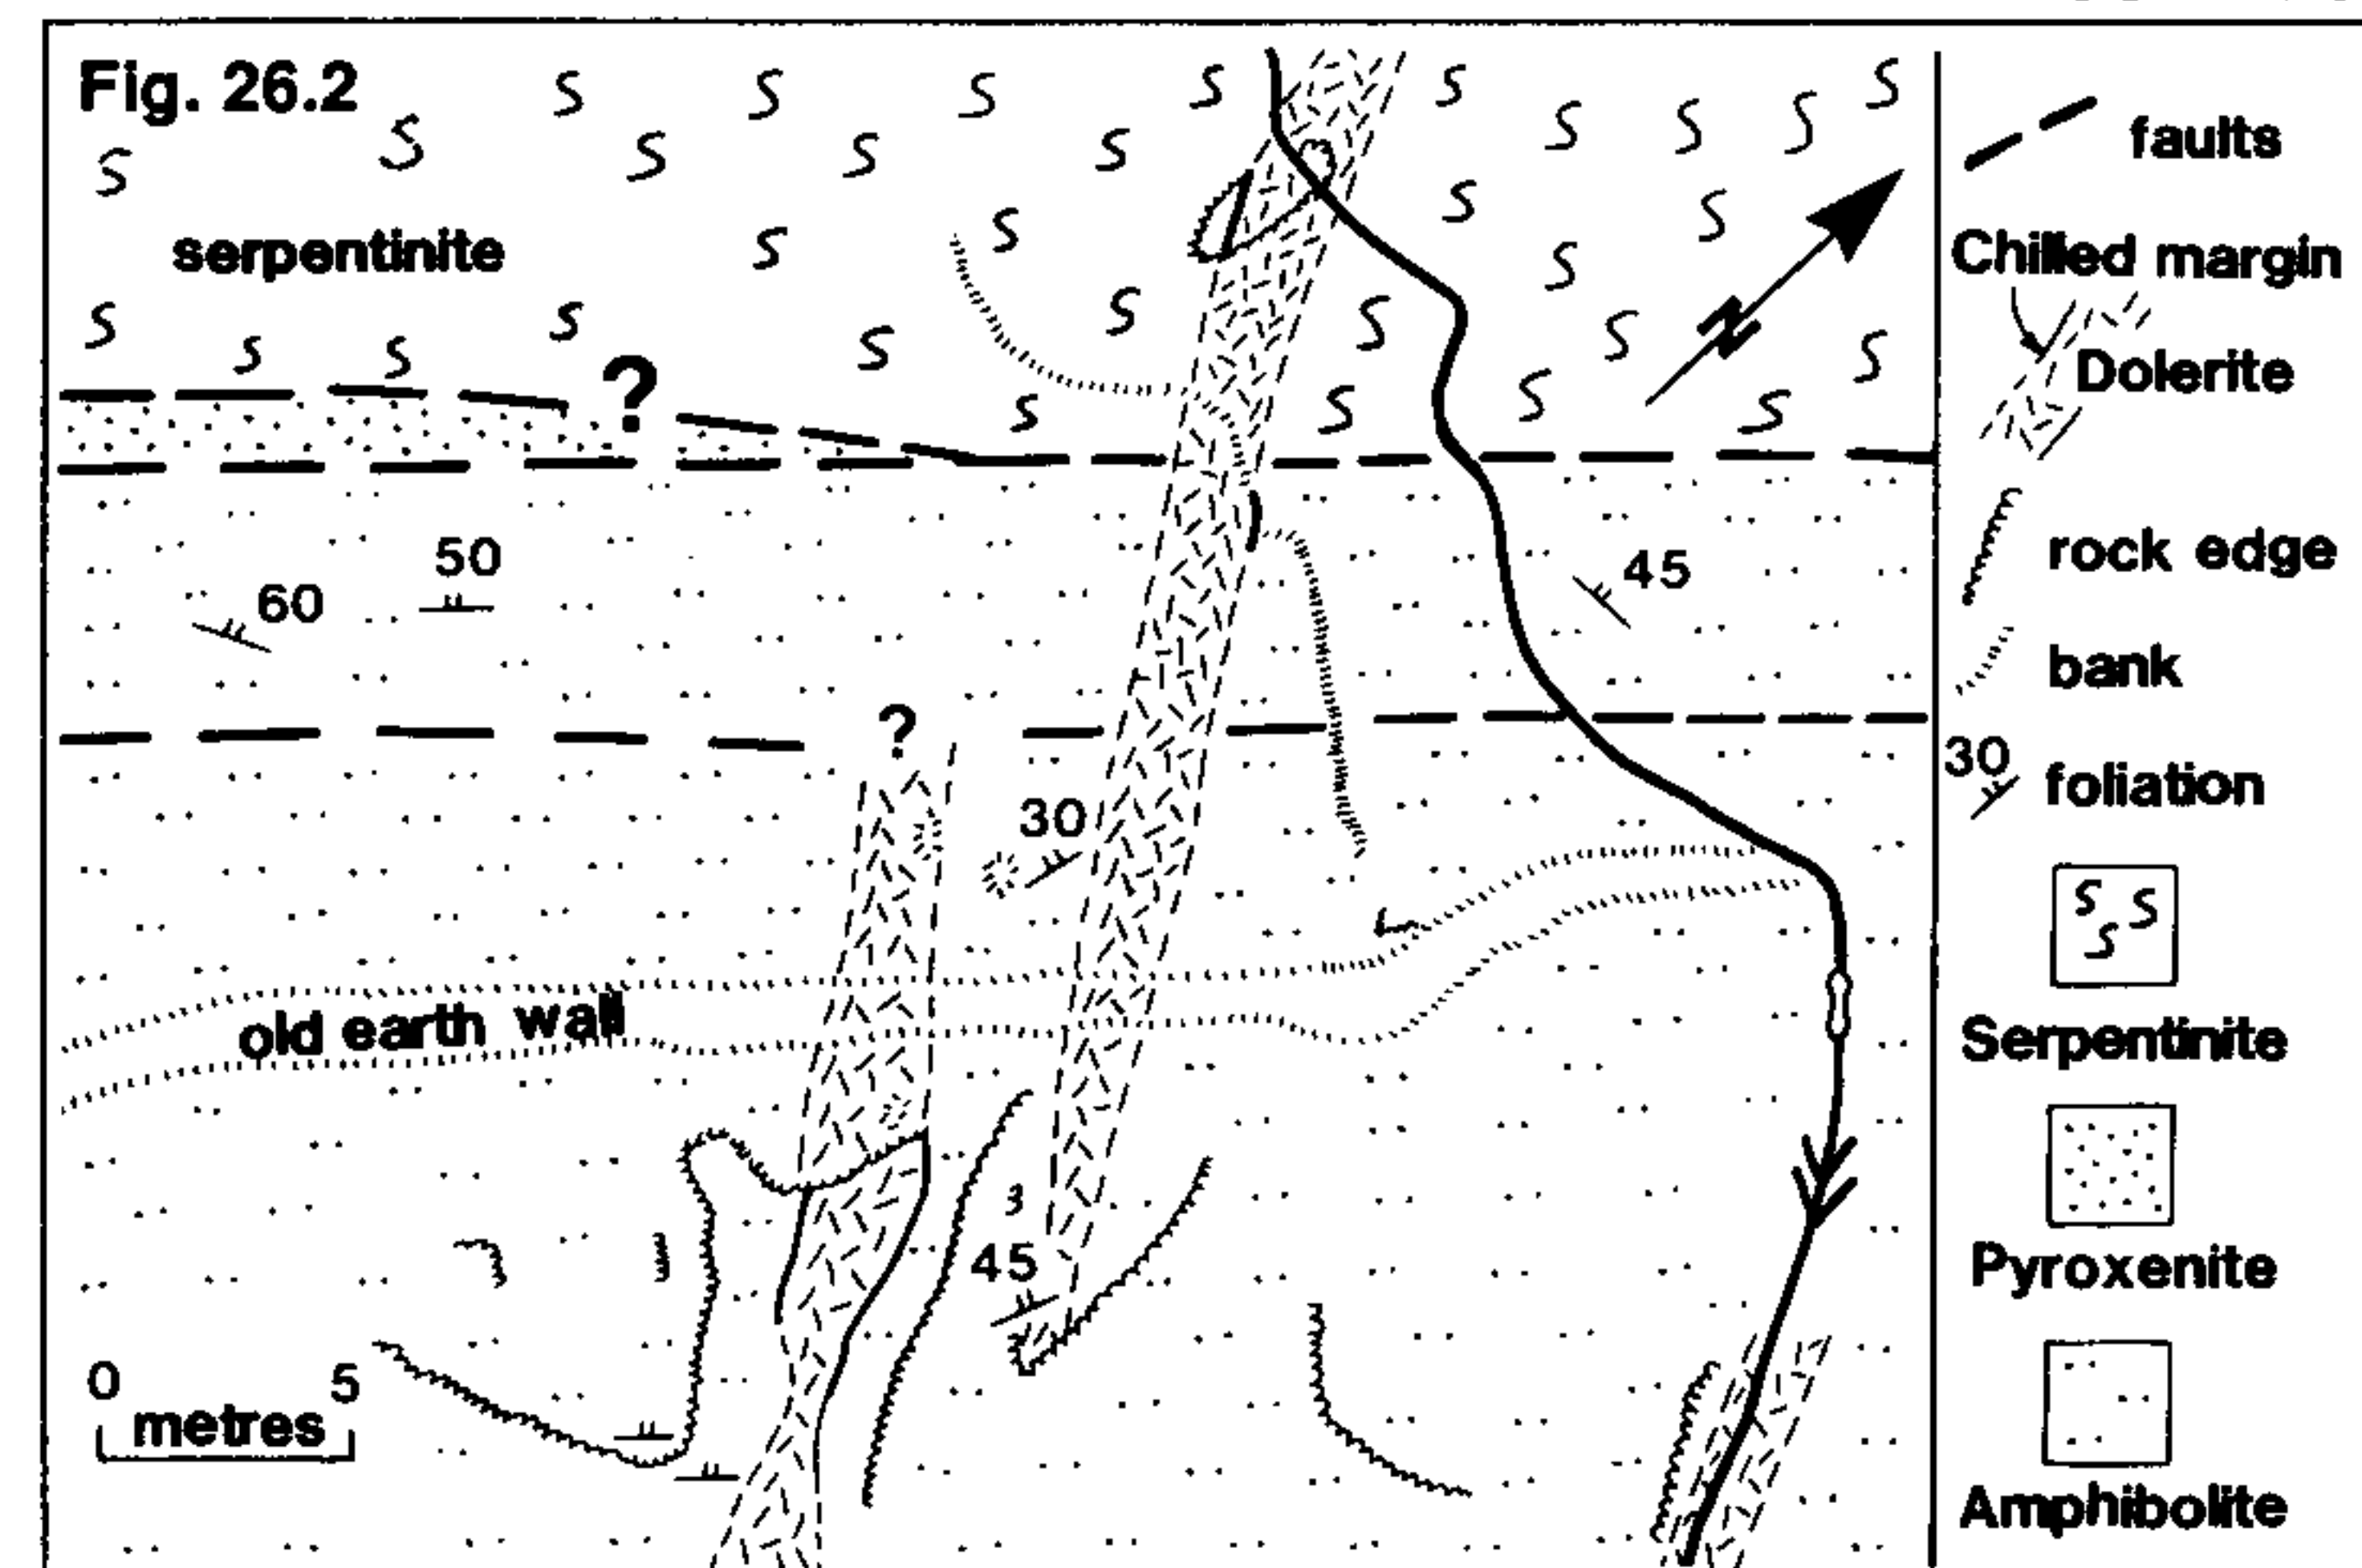 Fig. 26.2
S S S S S S S S S
S S S S S S S
serpentinite
S S S S
S S S S S S S S
S S S S S S
?
60
50
45
?
30
old earth wall
3
45
0 5
metres
N
faults
Chilled margin
Dolerite
rock edge
bank
30
foliation
S S
S
Serpentinite
Pyroxenite
Amphibolite